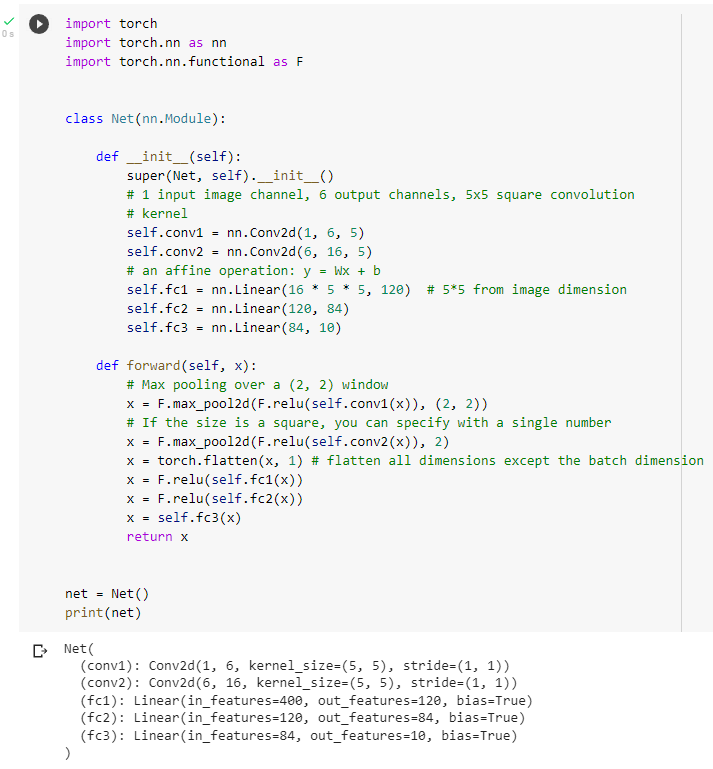 0s
import torch
import torch.nn as nn
import torch.nn.functional as F
class Net(nn.Module):
    def __init__(self):
        super(Net, self).__init__()
        # 1 input image channel, 6 output channels, 5x5 square convolution
        # kernel
        self.conv1 = nn.Conv2d(1, 6, 5)
        self.conv2 = nn.Conv2d(6, 16, 5)
        # an affine operation: y = Wx + b
        self.fc1 = nn.Linear(16 * 5 * 5, 120)  # 5*5 from image dimension
        self.fc2 = nn.Linear(120, 84)
        self.fc3 = nn.Linear(84, 10)
    def forward(self, x):
        # Max pooling over a (2, 2) window
        x = F.max_pool2d(F.relu(self.conv1(x)), (2, 2))
        # If the size is a square, you can specify with a single number
        x = F.max_pool2d(F.relu(self.conv2(x)), 2)
        x = torch.flatten(x, 1) # flatten all dimensions except the batch dimension
        x = F.relu(self.fc1(x))
        x = F.relu(self.fc2(x))
        x = self.fc3(x)
        return x
net = Net()
print(net)
Net(
  (conv1): Conv2d(1, 6, kernel_size=(5, 5), stride=(1, 1))
  (conv2): Conv2d(6, 16, kernel_size=(5, 5), stride=(1, 1))
  (fc1): Linear(in_features=400, out_features=120, bias=True)
  (fc2): Linear(in_features=120, out_features=84, bias=True)
  (fc3): Linear(in_features=84, out_features=10, bias=True)
)